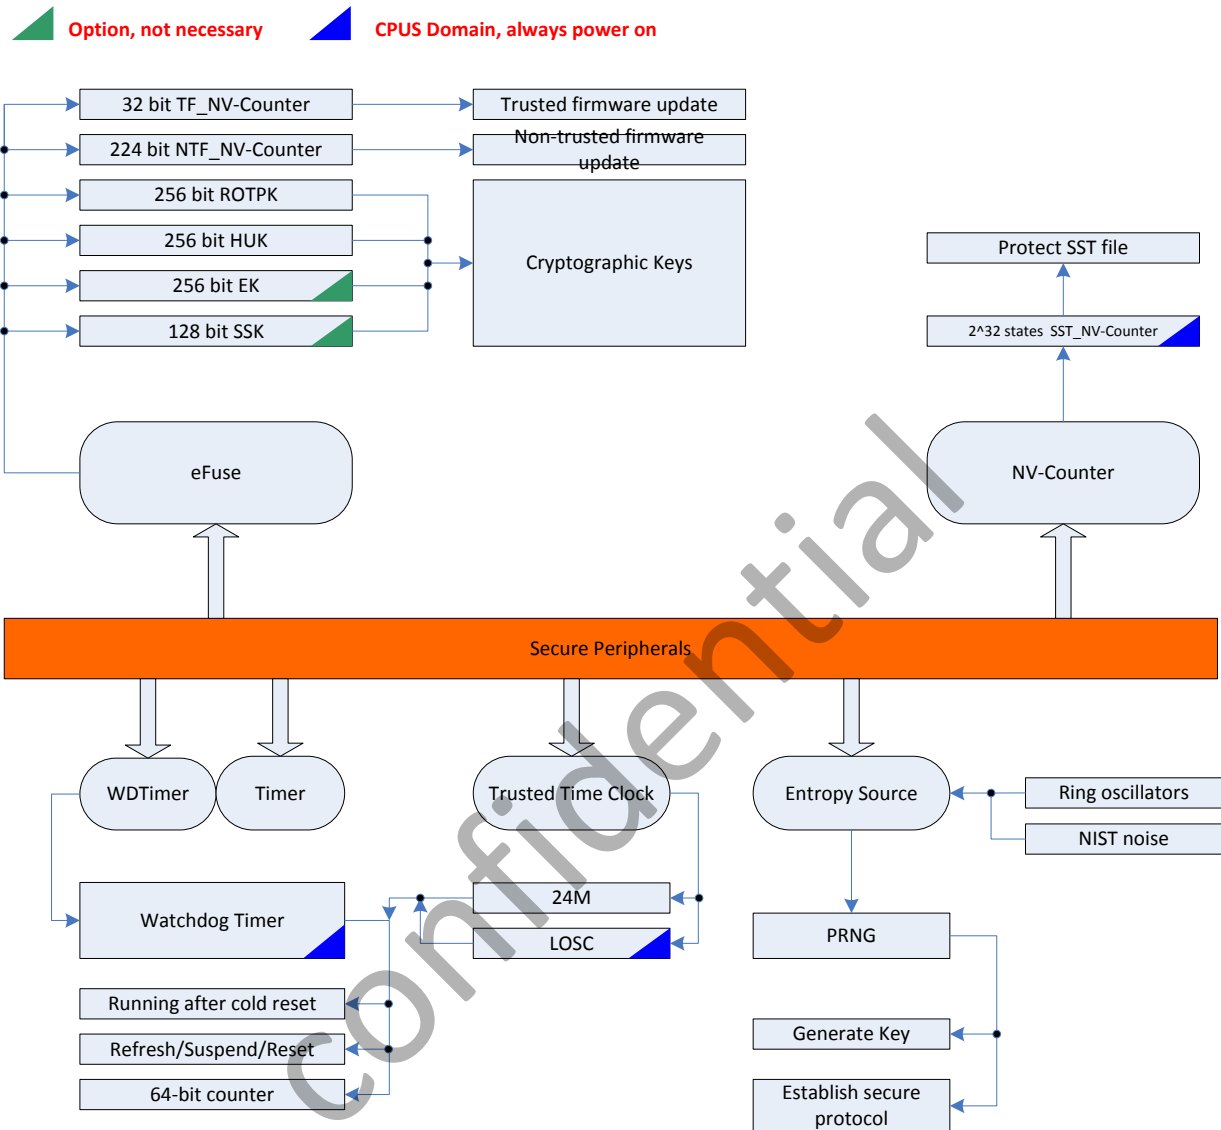 Option, not necessary
CPUS Domain, always power on
32 bit TF_NV-Counter
Trusted firmware update
224 bit NTF_NV-Counter
Non-trusted firmware
update
256 bit ROTPK
256 bit HUK
Cryptographic Keys
256 bit EK
128 bit SSK
Protect SST file
2^32 states SST_NV-Counter
eFuse
NV-Counter
Secure Peripherals
WDTimer
Timer
Trusted Time Clock
Entropy Source
Ring oscillators
NIST noise
Watchdog Timer
24M
LOSC
PRNG
Running after cold reset
Refresh/Suspend/Reset
64-bit counter
Generate Key
Establish secure
protocol
confidential